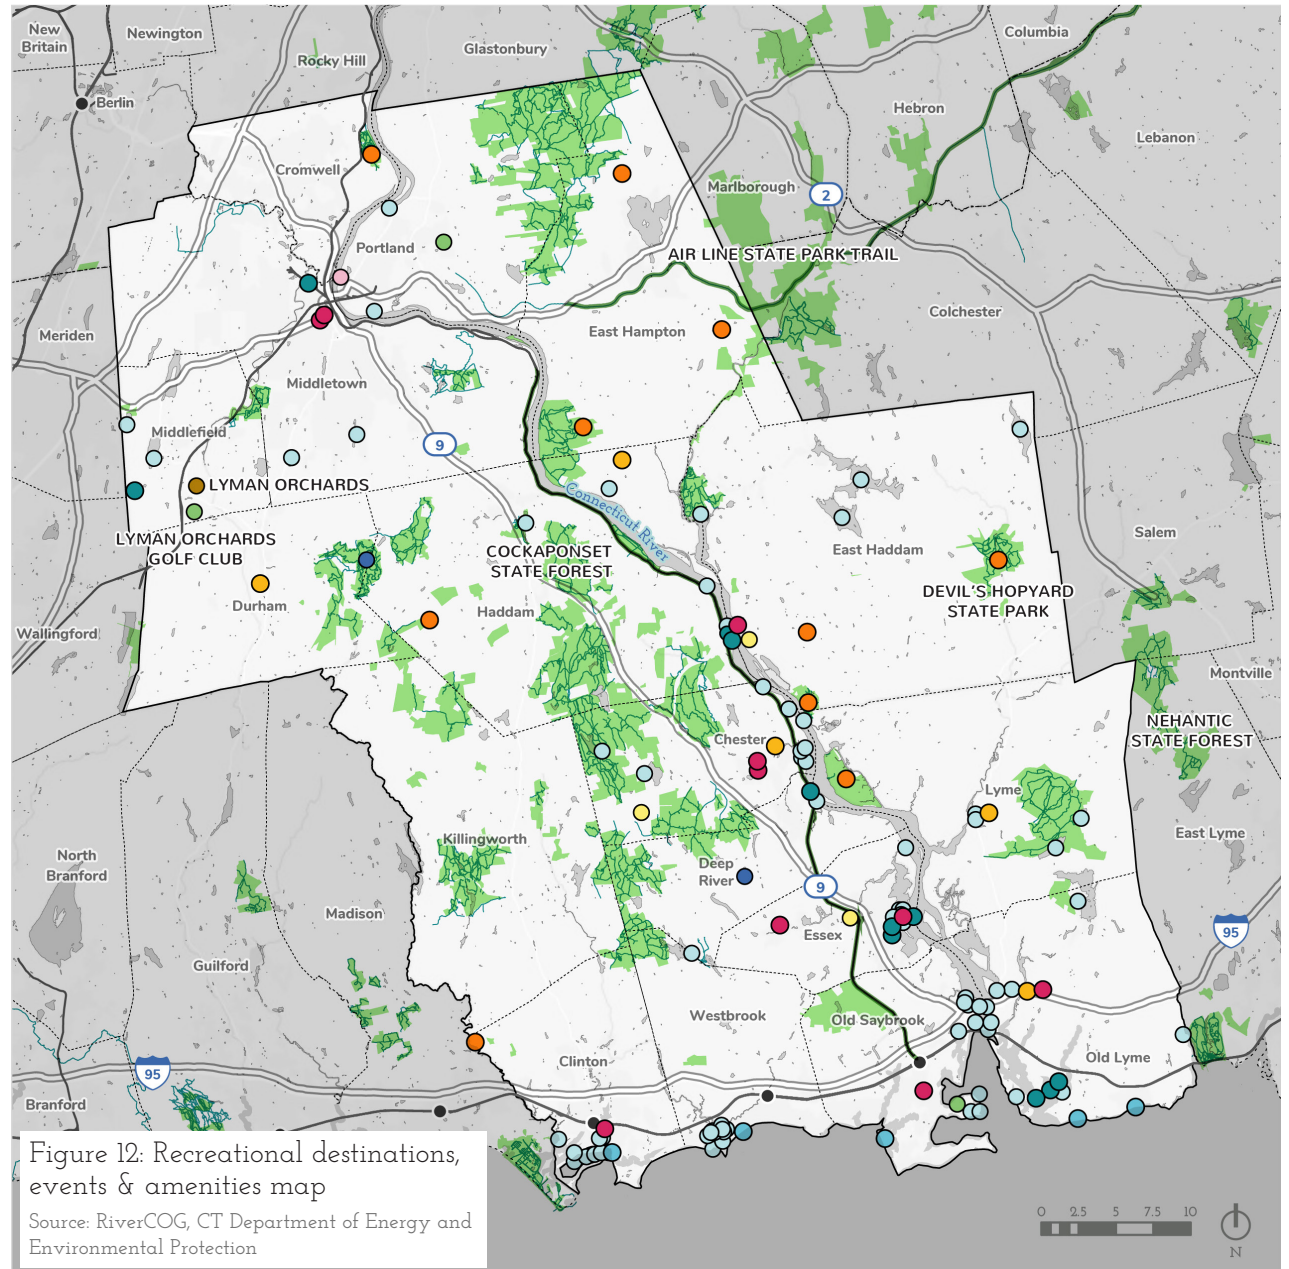 New
Britain
Newington
Rocky Hill
Glastonbury
Columbia
Berlin
Hebron
Lebanon
Cromwell
Marlborough
2
Portland
AIR LINE STATE PARK TRAIL
Colchester
Meriden
East Hampton
Middletown
Middlefield
9
LYMAN ORCHARDS
Connecticut River
LYMAN ORCHARDS
GOLF CLUB
COCKAPONSET
STATE FOREST
East Haddam
Salem
DEVIL'S HOPYARD
STATE PARK
Durham
Haddam
Wallingford
Montville
NEHANTIC
STATE FOREST
Chester
Lyme
Killingworth
East Lyme
North
Branford
Deep
River
9
Madison
Essex
95
Guilford
Westbrook
Old Saybrook
Clinton
Old Lyme
95
Branford
Figure 12: Recreational destinations,
events & amenities map
Source: RiverCOG, CT Department of Energy and
Environmental Protection
0 2.5 5 7.5 10
N